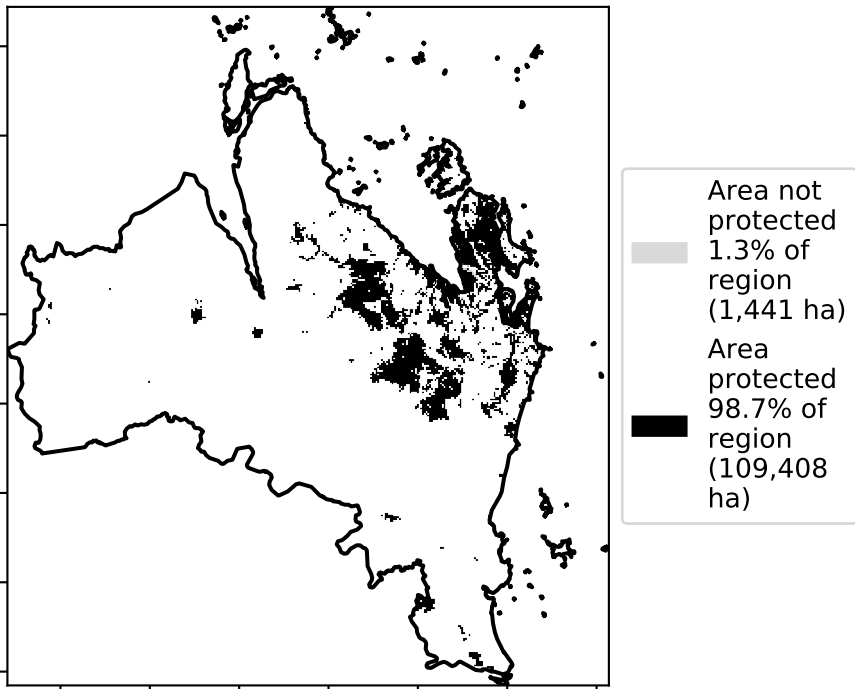 Area not
protected
1.3% of
region
(1,441 ha)
Area
protected
98.7% of
region
(109,408
ha)